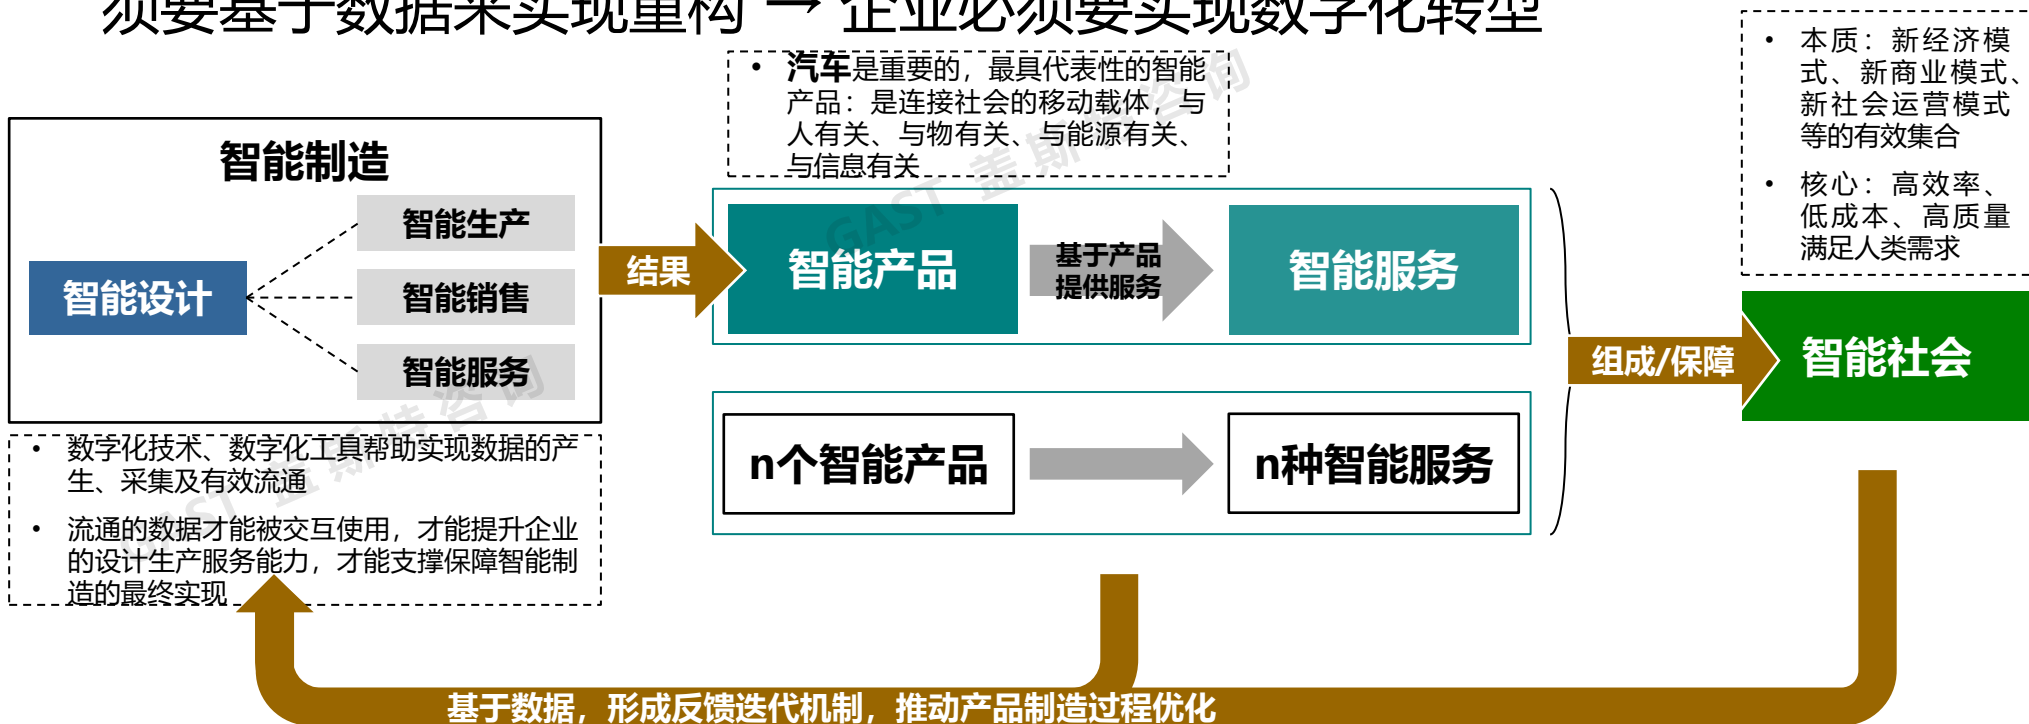 须要基于数据来实现重构 → 企业必须要实现数字化转型
• 汽车是重要的，最具代表性的智能
产品：是连接社会的移动载体，与
人有关、与物有关、与能源有关、
与信息有关
• 本质：新经济模
式、新商业模式、
新社会运营模式
等的有效集合
• 核心：高效率、
低成本、高质量
满足人类需求
智能制造
智能设计
智能生产
智能销售
智能服务
结果
智能产品
基于产品
提供服务
智能服务
n个智能产品
n种智能服务
组成/保障
智能社会
• 数字化技术、数字化工具帮助实现数据的产
生、采集及有效流通
• 流通的数据才能被交互使用，才能提升企业
的设计生产服务能力，才能支撑保障智能制
造的最终实现
基于数据，形成反馈迭代机制，推动产品制造过程优化
GAST 盖斯特咨询
GAST 盖斯特咨询